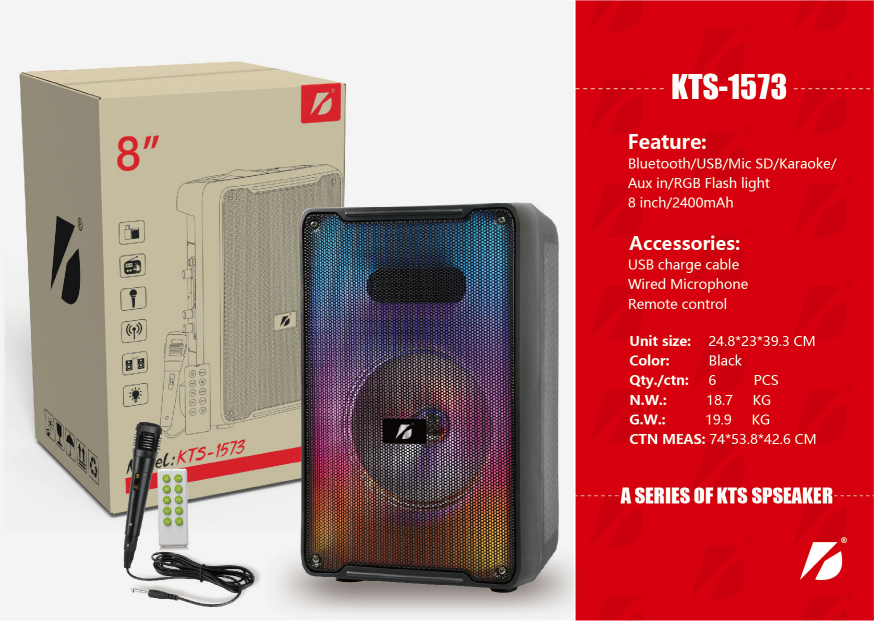 8"
Model:KTS-1573
KTS-1573
Feature:
Bluetooth/USB/Mic SD/Karaoke/
Aux in/RGB Flash light
8 inch/2400mAh
Accessories:
USB charge cable
Wired Microphone
Remote control
Unit size: 24.8*23*39.3 CM
Color: Black
Qty./ctn: 6 PCS
N.W.: 18.7 KG
G.W.: 19.9 KG
CTN MEAS: 74*53.8*42.6 CM
A SERIES OF KTS SPSEAKER
®